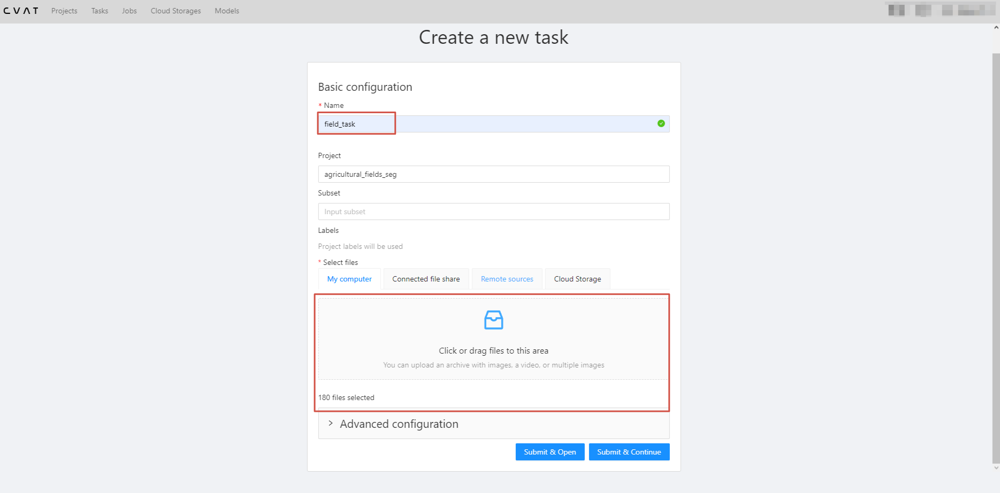 CVAT Projects Tasks Jobs Cloud Storages Models
Create a new task
Basic configuration
* Name
field_task
Project
agricultural_fields_seg
Subset
Input subset
Labels
Project labels will be used
* Select files
My computer Connected file share Remote sources Cloud Storage
Click or drag files to this area
You can upload an archive with images, a video, or multiple images
180 files selected
> Advanced configuration
Submit & Open Submit & Continue